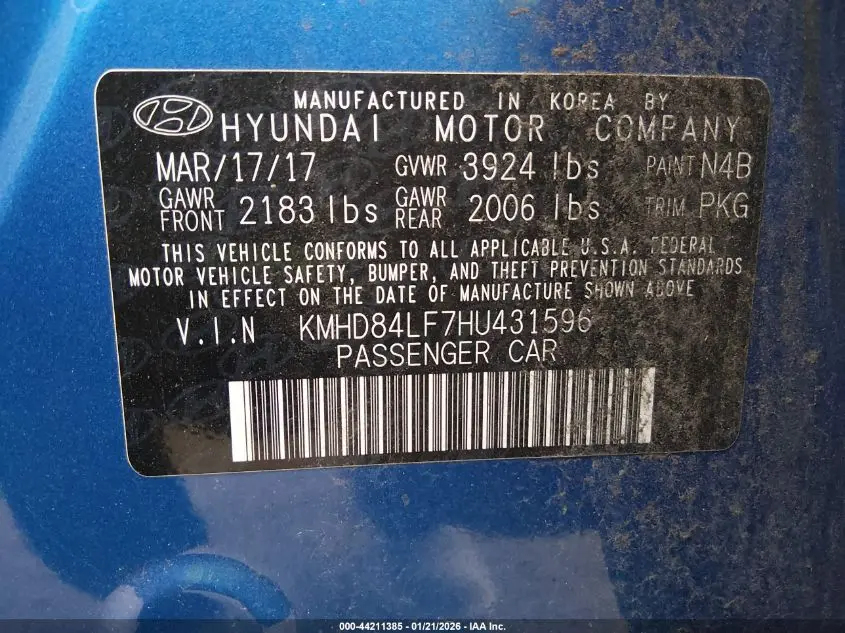 MANUFACTURED IN KOREA BY
HYUNDAI MOTOR COMPANY
MAR/17/17 GVWR 3924 lbs PAINT N4B
GAWR FRONT 2183 lbs GAWR REAR 2006 lbs TRIM PKG
THIS VEHICLE CONFORMS TO ALL APPLICABLE U.S.A. FEDERAL
MOTOR VEHICLE SAFETY, BUMPER, AND THEFT PREVENTION STANDARDS
IN EFFECT ON THE DATE OF MANUFACTURE SHOWN ABOVE
V.I.N KMHD84LF7HU431596
PASSENGER CAR
000-44211385 - 01/21/2026 - IAA Inc.